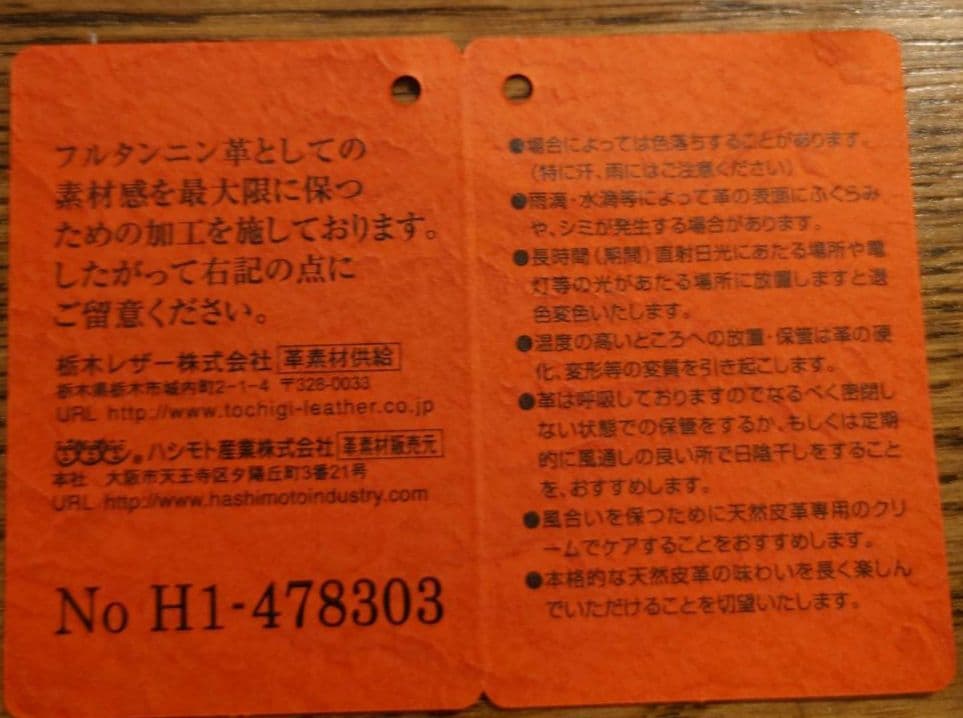 フルタンニン革としての
素材感を最大限に保つ
ための加工を施しております。
したがって右記の点に
ご留意ください。
栃木レザー株式会社 革素材供給
栃木県栃木市城内町2-1-4 〒328-0033
URL http://www.tochigi-leather.co.jp
ハシモト産業株式会社 革素材販売元
本社 大阪市天王寺区夕陽丘町3番21号
URL http://www.hashimotoindustry.com
No H1-478303
●場合によっては色落ちすることがあります。
(特に汗、雨にはご注意ください)
●雨滴・水滴等によって革の表面にふくらみ
や、シミが発生する場合があります。
●長時間(期間)直射日光にあたる場所や電
灯等の光があたる場所に放置しますと退
色変色いたします。
●温度の高いところへの放置・保管は革の硬
化、変形等の変質を引き起こします。
●革は呼吸しておりますのでなるべく密閉し
ない状態での保管をするか、もしくは定期
的に風通しの良い所で日陰干しをすること
を、おすすめします。
●風合いを保つために天然皮革専用のクリ
ームでケアすることをおすすめします。
●本格的な天然皮革の味わいを長く楽しん
でいただけることを切望いたします。